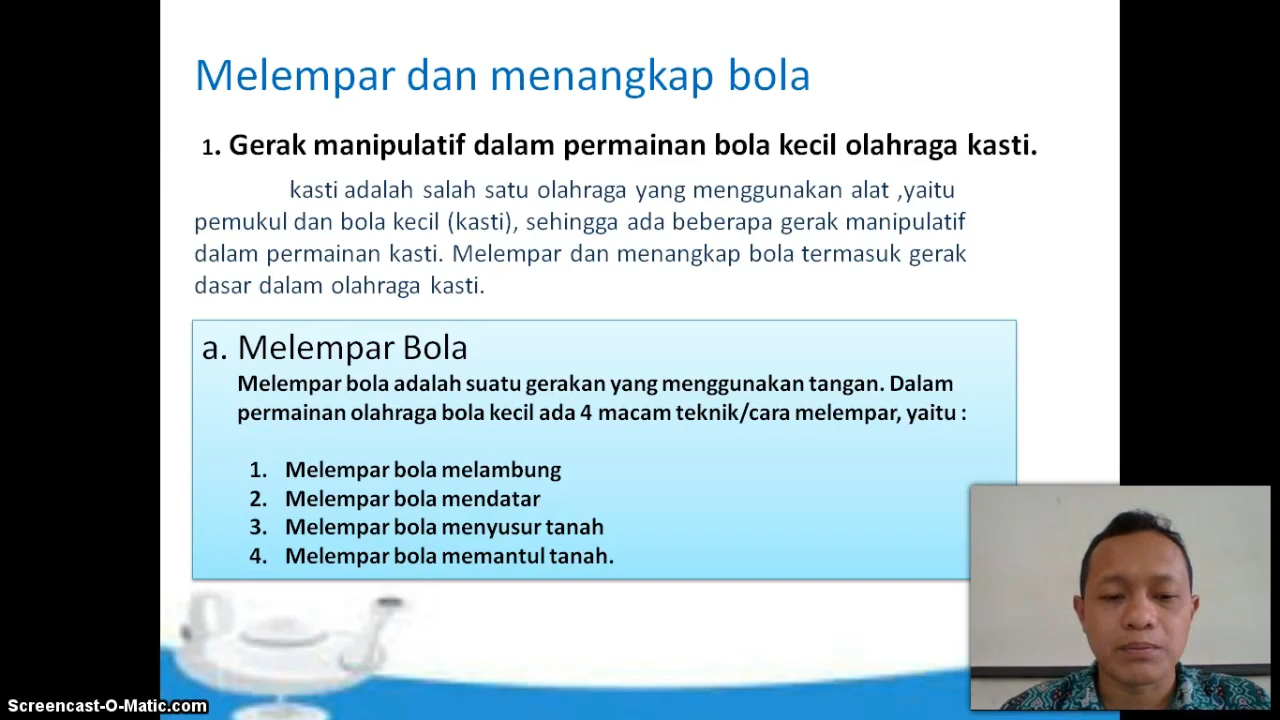 Melempar dan menangkap bola
1. Gerak manipulatif dalam permainan bola kecil olahraga kasti.
kasti adalah salah satu olahraga yang menggunakan alat ,yaitu
pemukul dan bola kecil (kasti), sehingga ada beberapa gerak manipulatif
dalam permainan kasti. Melempar dan menangkap bola termasuk gerak
dasar dalam olahraga kasti.
a. Melempar Bola
Melempar bola adalah suatu gerakan yang menggunakan tangan. Dalam
permainan olahraga bola kecil ada 4 macam teknik/cara melempar, yaitu :
1. Melempar bola melambung
2. Melempar bola mendatar
3. Melempar bola menyusur tanah
4. Melempar bola memantul tanah.
Screencast-O-Matic.com